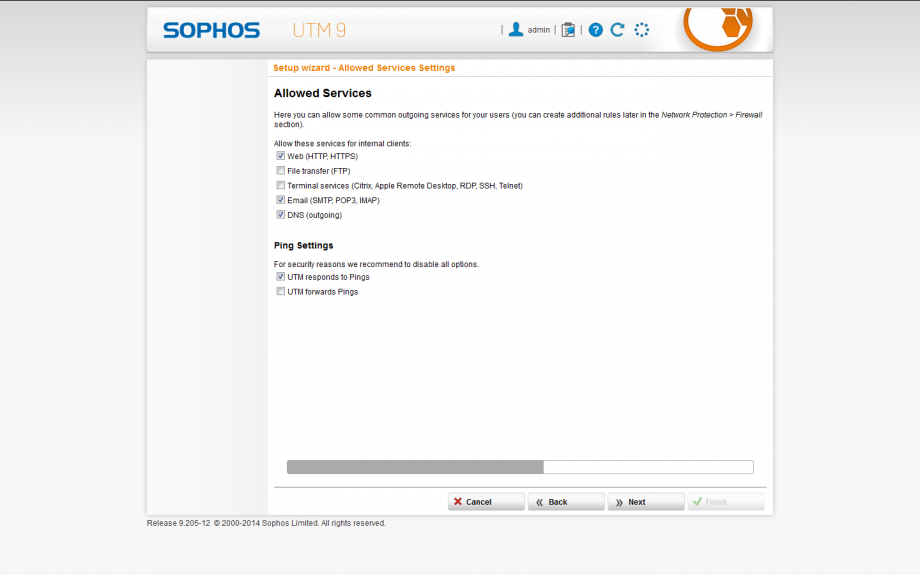 SOPHOS UTM 9 | admin | | ?
Setup wizard - Allowed Services Settings
Allowed Services
Here you can allow some common outgoing services for your users (you can create additional rules later in the Network Protection > Firewall
section).
Allow these services for internal clients:
Web (HTTP, HTTPS)
File transfer (FTP)
Terminal services (Citrix, Apple Remote Desktop, RDP, SSH, Telnet)
Email (SMTP, POP3, IMAP)
DNS (outgoing)
Ping Settings
For security reasons we recommend to disable all options.
UTM responds to Pings
UTM forwards Pings
Cancel « Back » Next Finish
Release 9.205-12 © 2000-2014 Sophos Limited. All rights reserved.